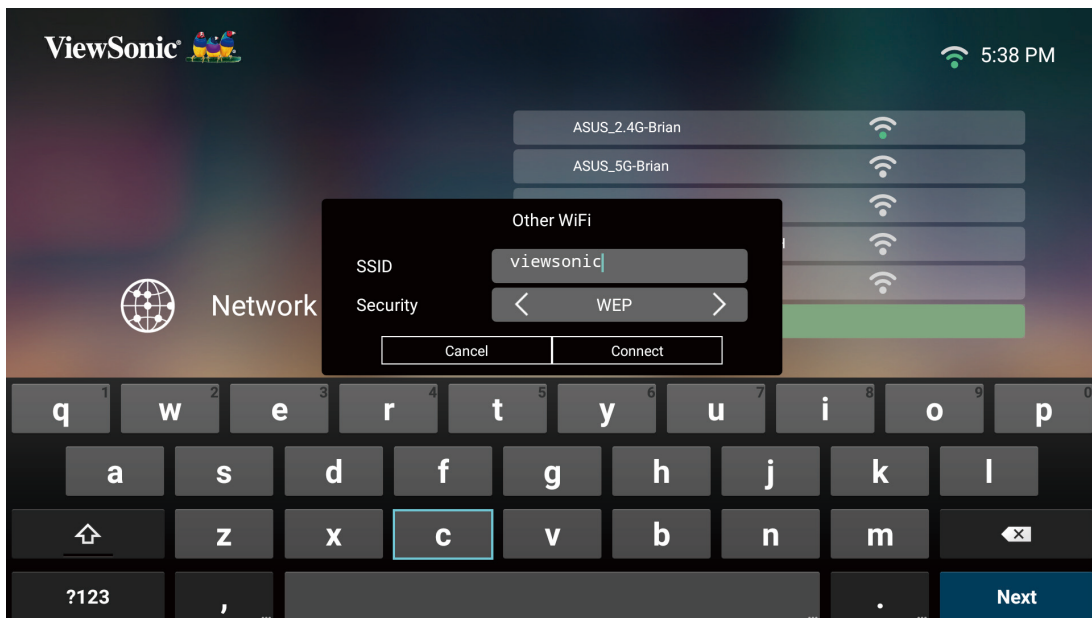 ViewSonic®
5:38 PM
ASUS_2.4G-Brian
ASUS_5G-Brian
Other WiFi
SSID viewsonic
Security WEP
Network
Cancel Connect
q 1 w 2 e 3 r 4 t 5 y 6 u 7 i 8 o 9 p 0
a s d f g h j k l
z x c v b n m
?123 , ... ... . ... Next